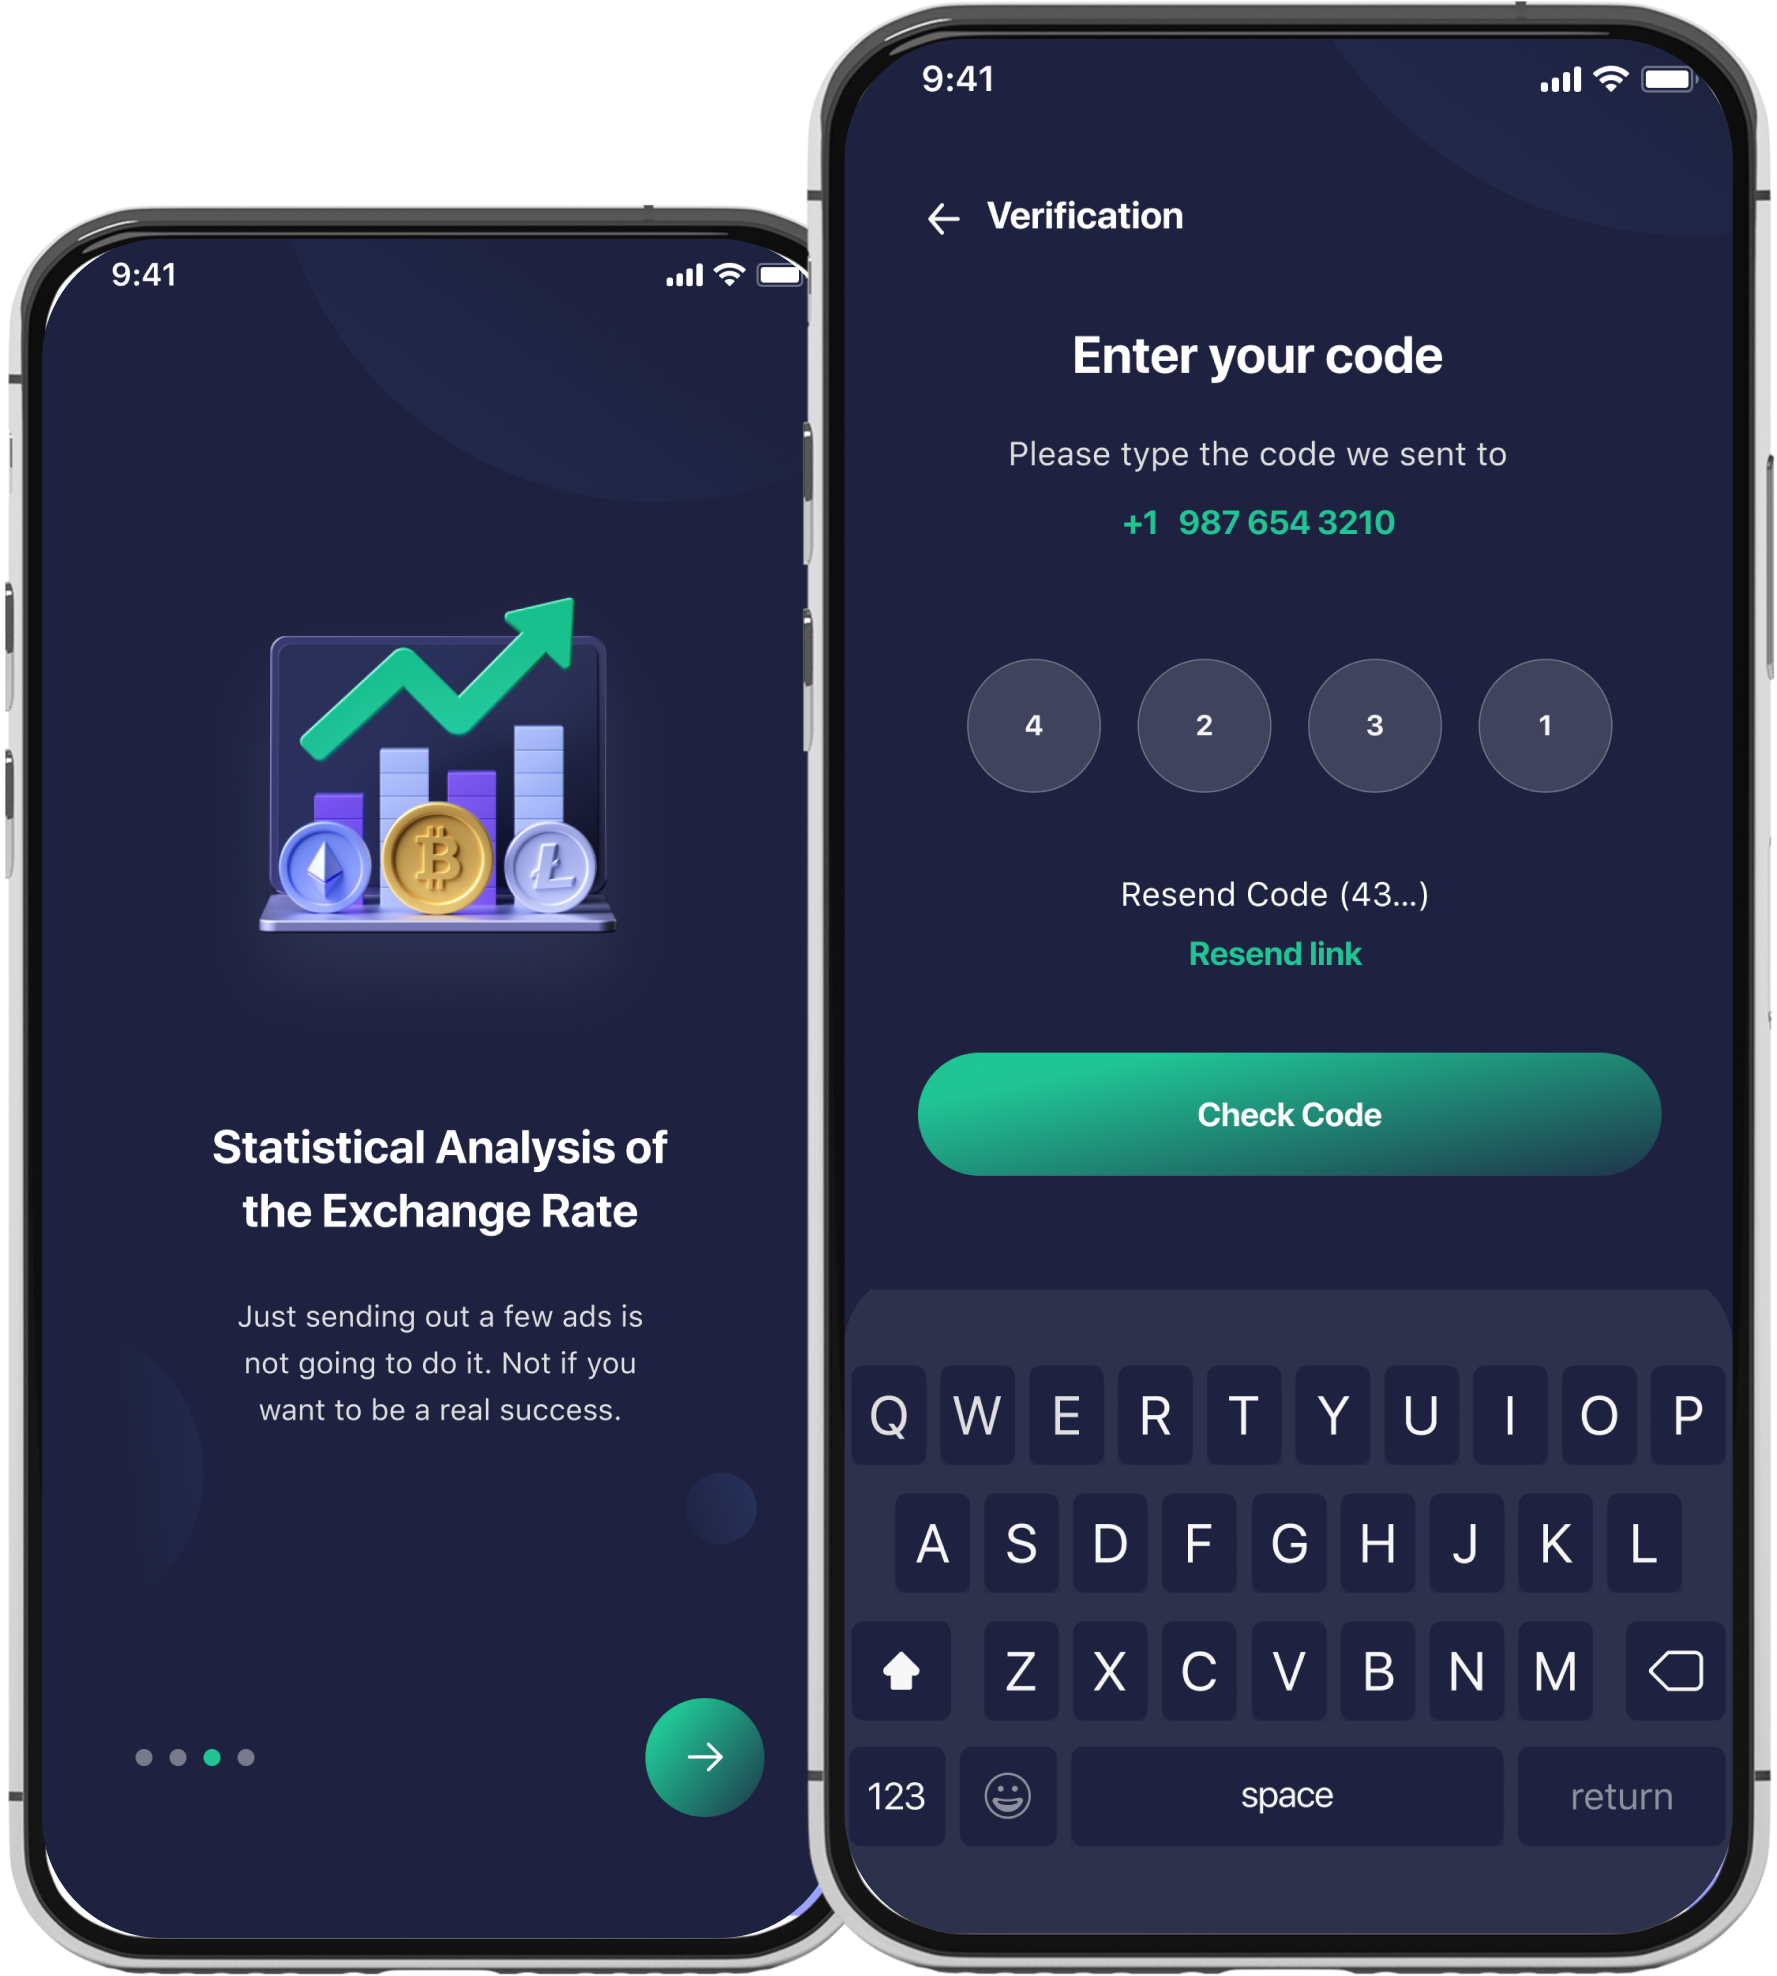 9:41
Statistical Analysis of
the Exchange Rate
Just sending out a few ads is
not going to do it. Not if you
want to be a real success.
9:41
Verification
Enter your code
Please type the code we sent to
+1 987 654 3210
4 2 3 1
Resend Code (43...)
Resend link
Check Code
Q W E R T Y U I O P
A S D F G H J K L
Z X C V B N M
123 space return